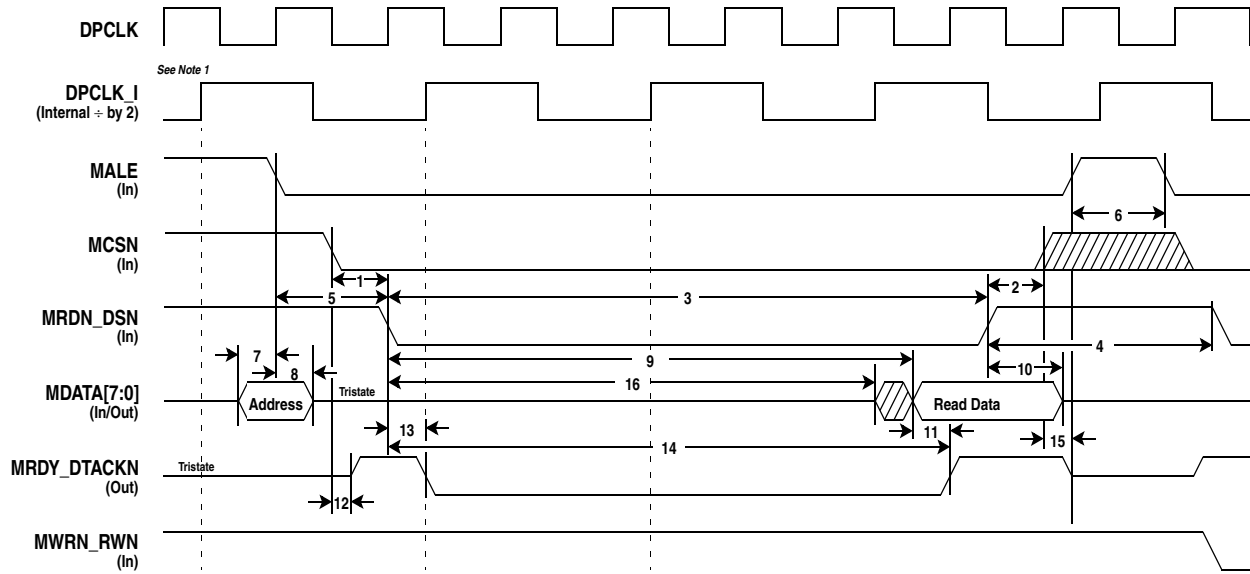 DPCLK
See Note 1
DPCLK_I
(Internal ÷ by 2)
MALE
(In)
6
MCSN
(In)
1
2
5
3
MRDN_DSN
(In)
4
7
9
8
10
16
MDATA[7:0]
(In/Out)
Address
Tristate
Read Data
13
11
14
15
MRDY_DTACKN
(Out)
Tristate
12
MWRN_RWN
(In)